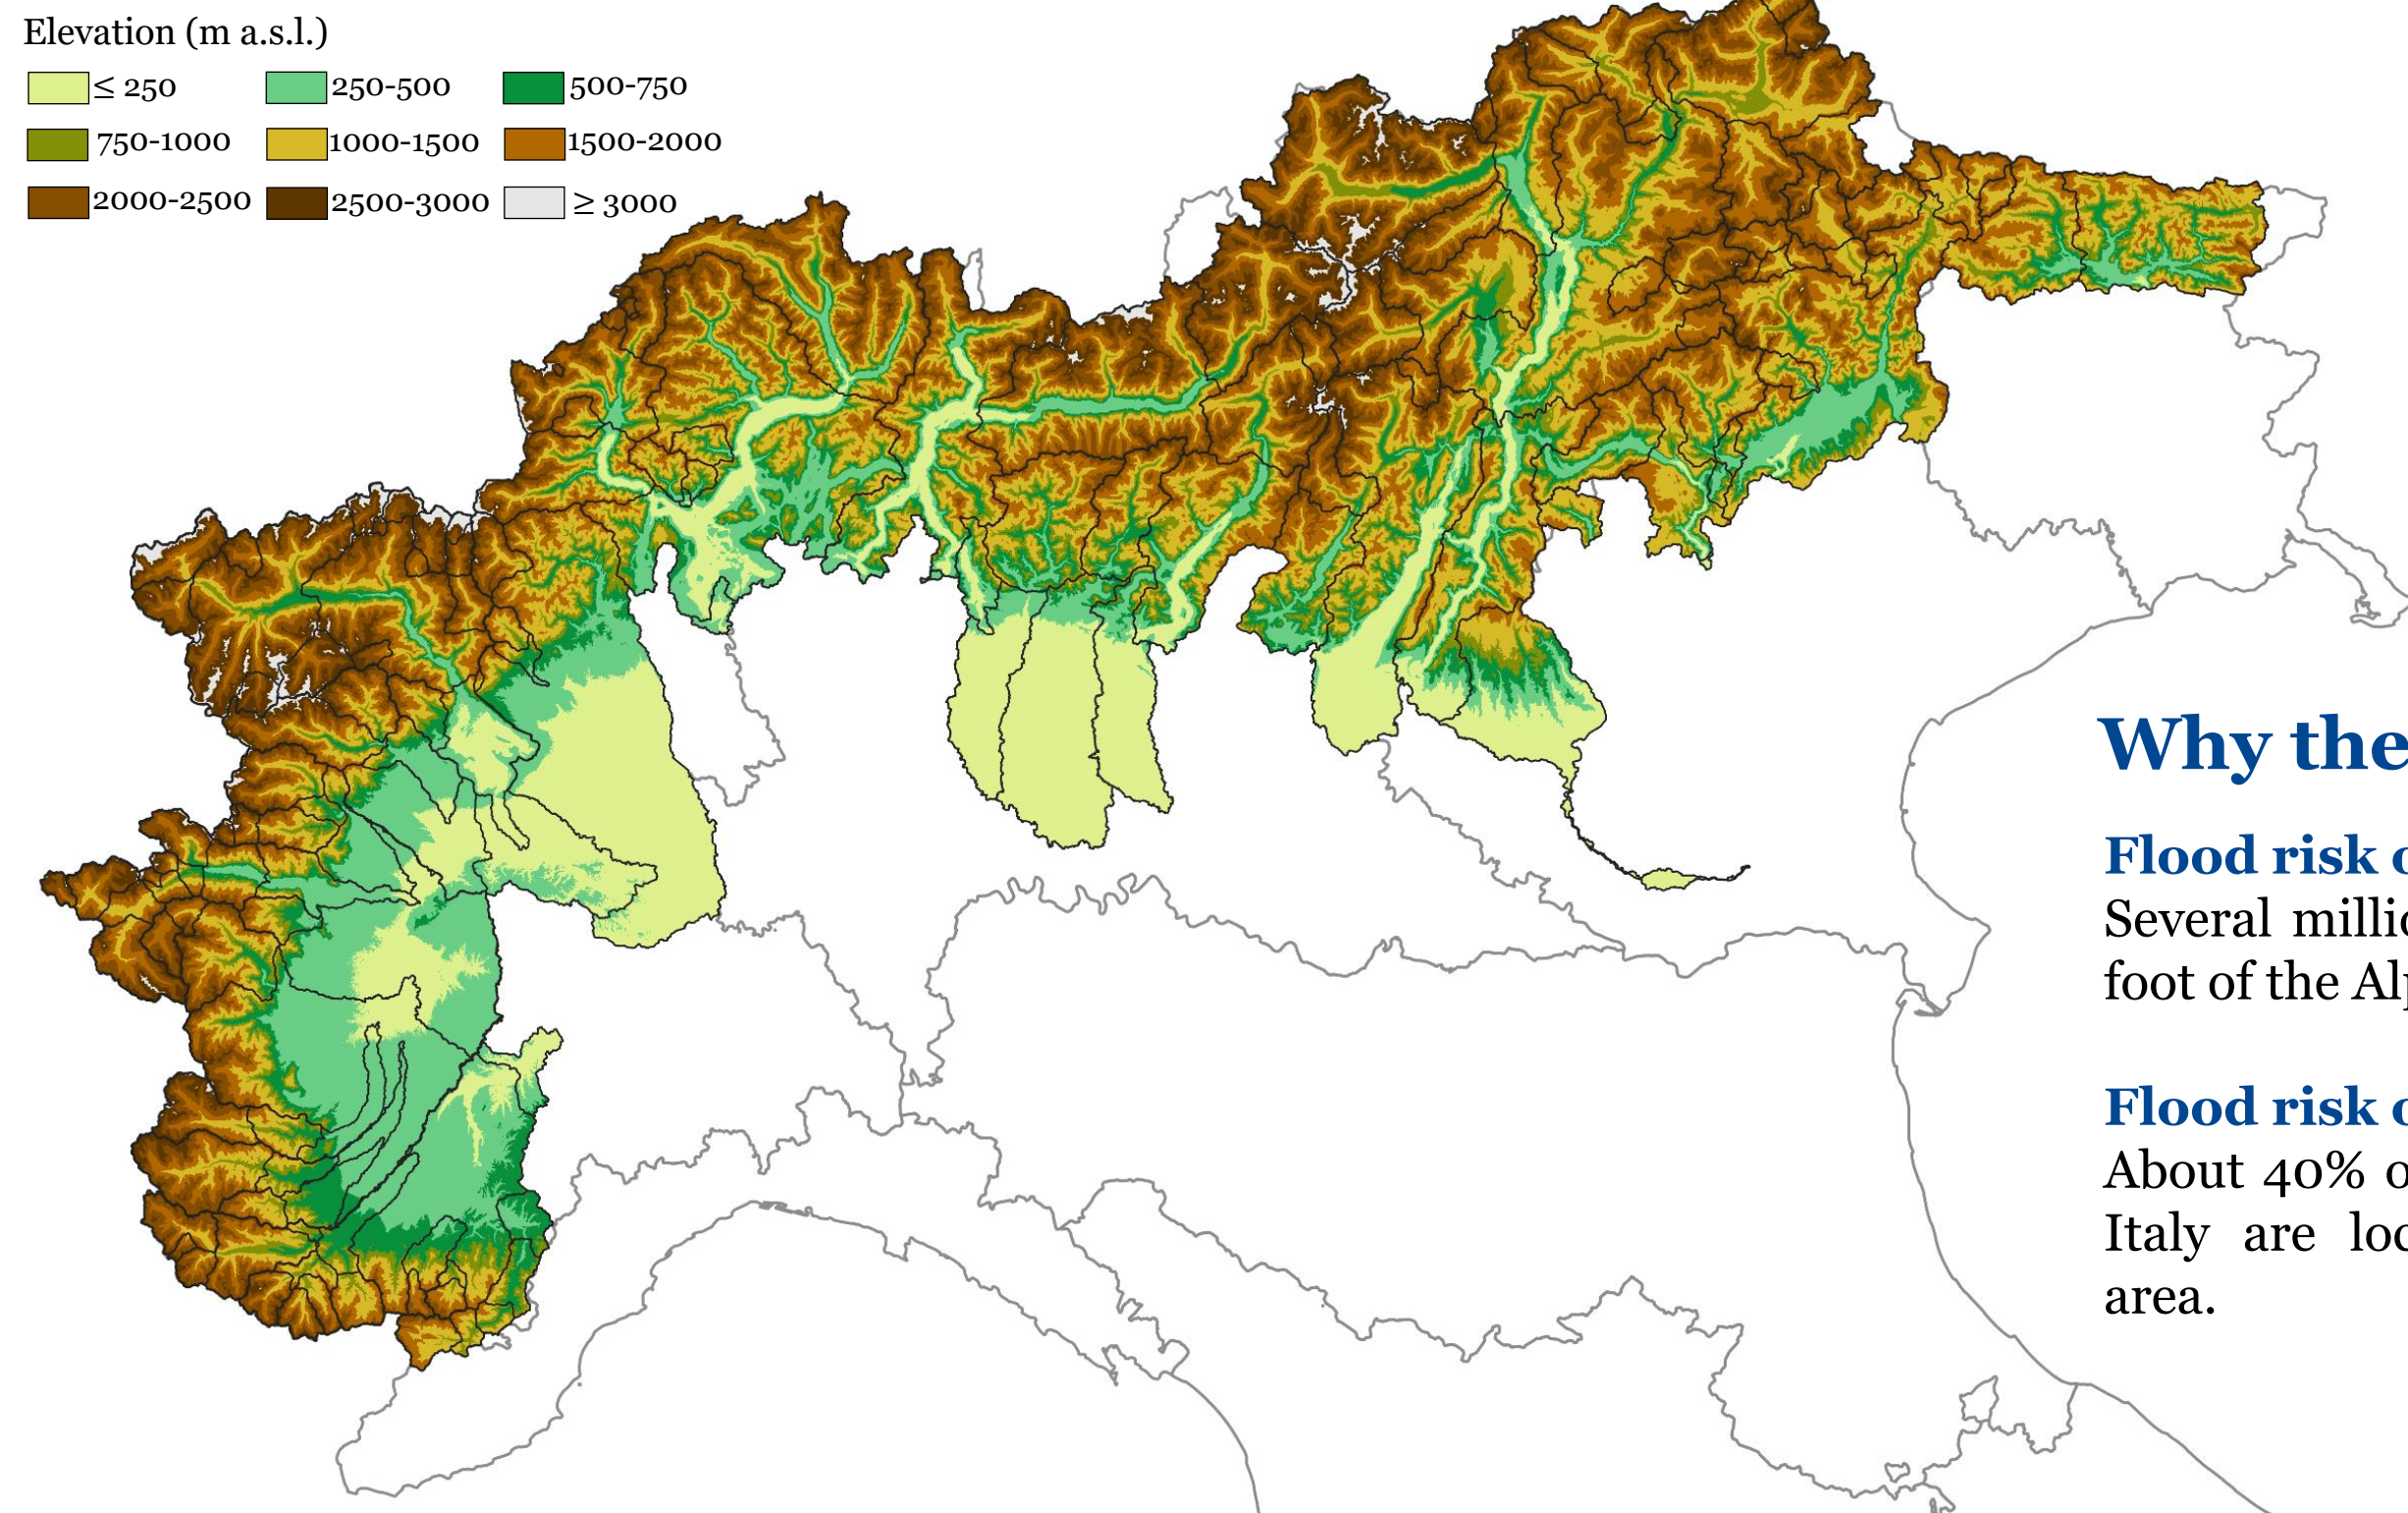 Elevation (m a.s.l.)
≤ 250 250-500 500-750
750-1000 1000-1500 1500-2000
2000-2500 2500-3000 ≥ 3000
Why the
Flood risk
Several
foot of the
Flood risk
About 40%
Italy are
area.